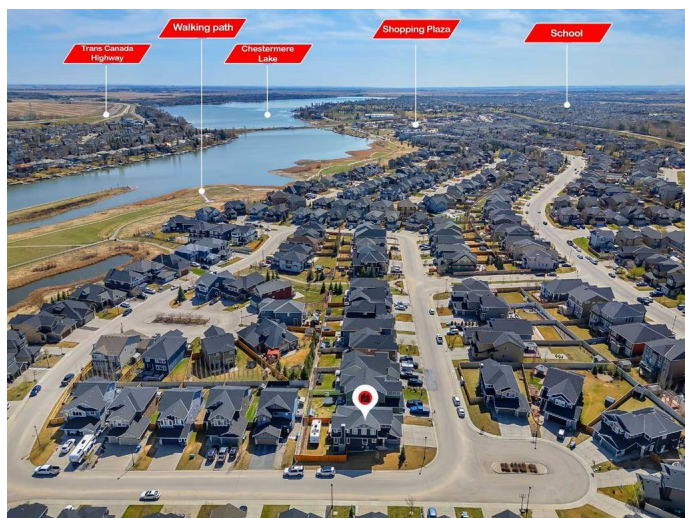 Trans Canada
Highway
Walking path
Chestermere
Lake
Shopping Plaza
School